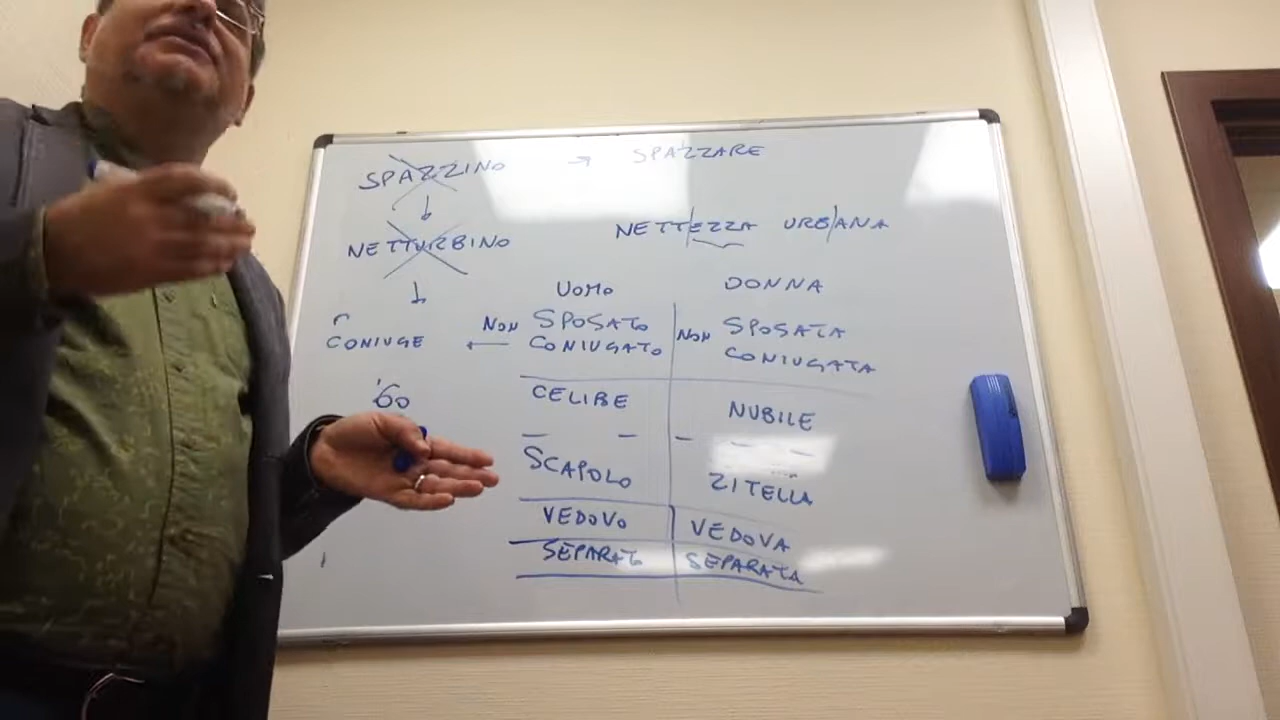 SPAZZINO → SPAZZARE
NETTURBINO NETTEZZA URBANA
UOMO DONNA
NON SPOSATO NON SPOSATA
CONIUGE ← CONIUGATO CONIUGATA
'60 CELIBE NUBILE
SCAPOLO ZITELLA
VEDOVO VEDOVA
SEPARATO SEPARATA